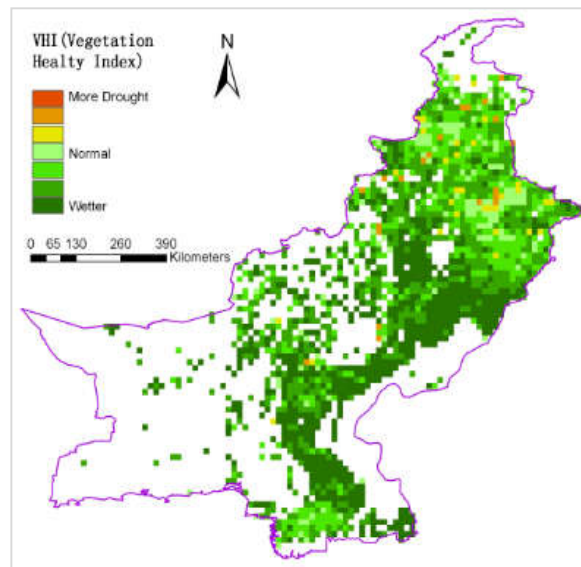 VHI(Vegetation
Healty Index)
N
More Drought
Normal
Wetter
0 65 130 260 390
Kilometers